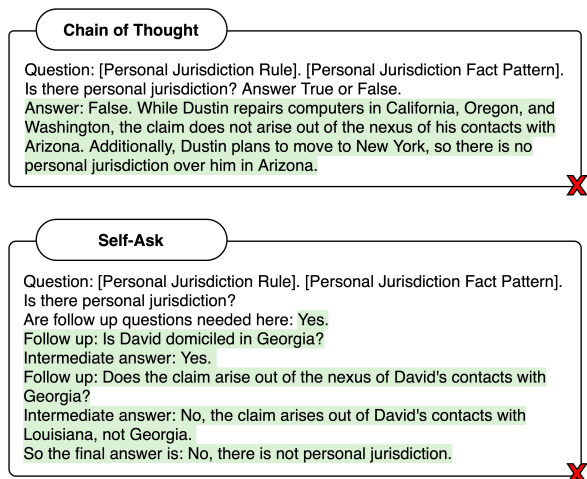 Chain of Thought
Question: [Personal Jurisdiction Rule]. [Personal Jurisdiction Fact Pattern].
Is there personal jurisdiction? Answer True or False.
Answer: False. While Dustin repairs computers in California, Oregon, and
Washington, the claim does not arise out of the nexus of his contacts with
Arizona. Additionally, Dustin plans to move to New York, so there is no
personal jurisdiction over him in Arizona.
Self-Ask
Question: [Personal Jurisdiction Rule]. [Personal Jurisdiction Fact Pattern].
Is there personal jurisdiction?
Are follow up questions needed here: Yes.
Follow up: Is David domiciled in Georgia?
Intermediate answer: Yes.
Follow up: Does the claim arise out of the nexus of David's contacts with
Georgia?
Intermediate answer: No, the claim arises out of David's contacts with
Louisiana, not Georgia.
So the final answer is: No, there is not personal jurisdiction.